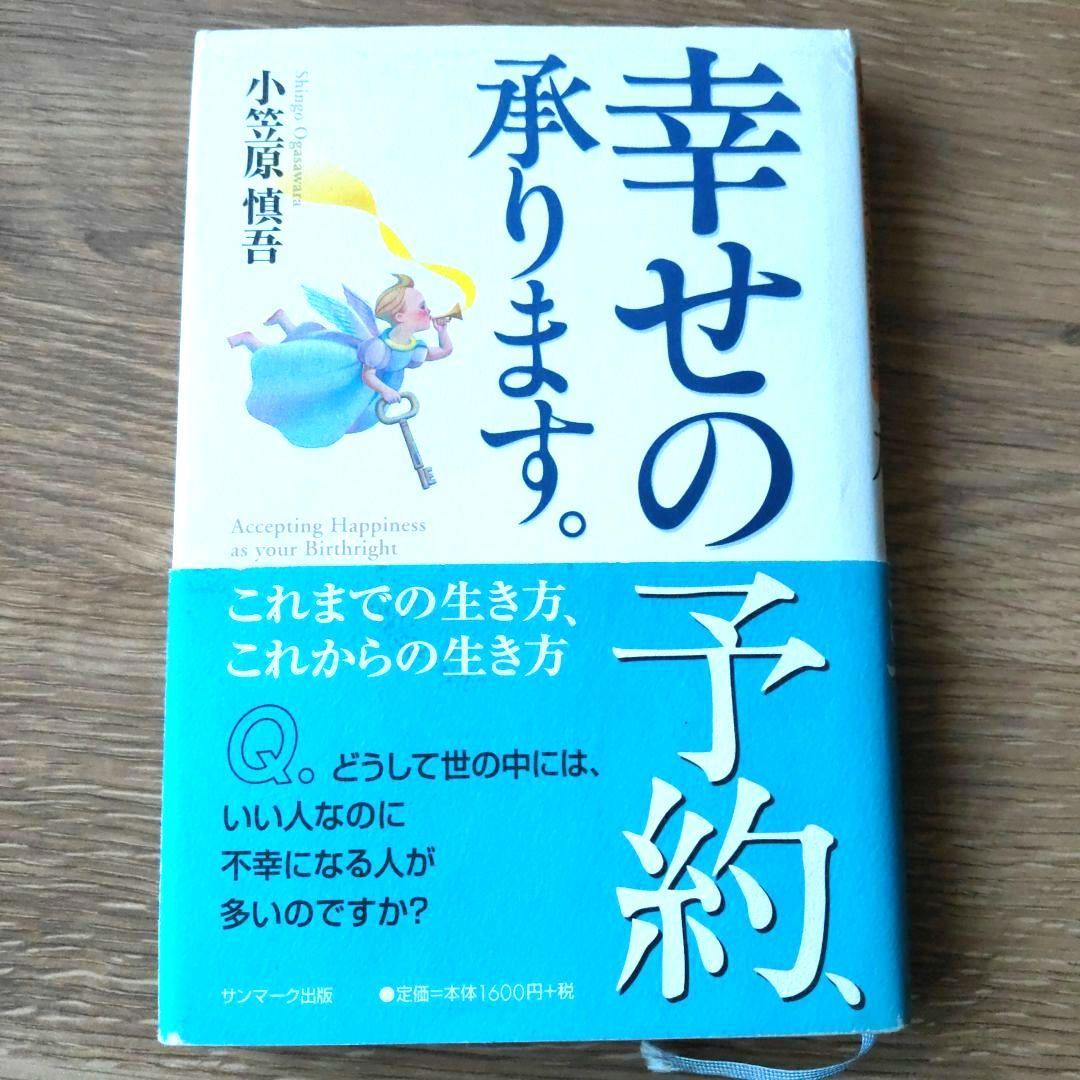 幸せの予約、
承ります。
小笠原 慎吾
Shingo Ogasawara
Accepting Happiness
as your Birthright
これまでの生き方、
これからの生き方
Q。どうして世の中には、
いい人なのに
不幸になる人が
多いのですか?
サンマーク出版
●定価=本体1600円+税